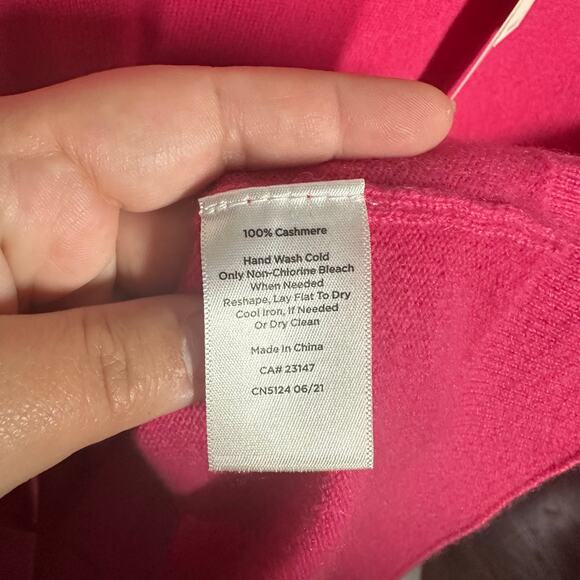 100% Cashmere
Hand Wash Cold
Only Non-Chlorine Bleach
When Needed
Reshape, Lay Flat To Dry
Cool Iron, If Needed
Or Dry Clean
Made in China
CA# 23147
CN5124 06/21